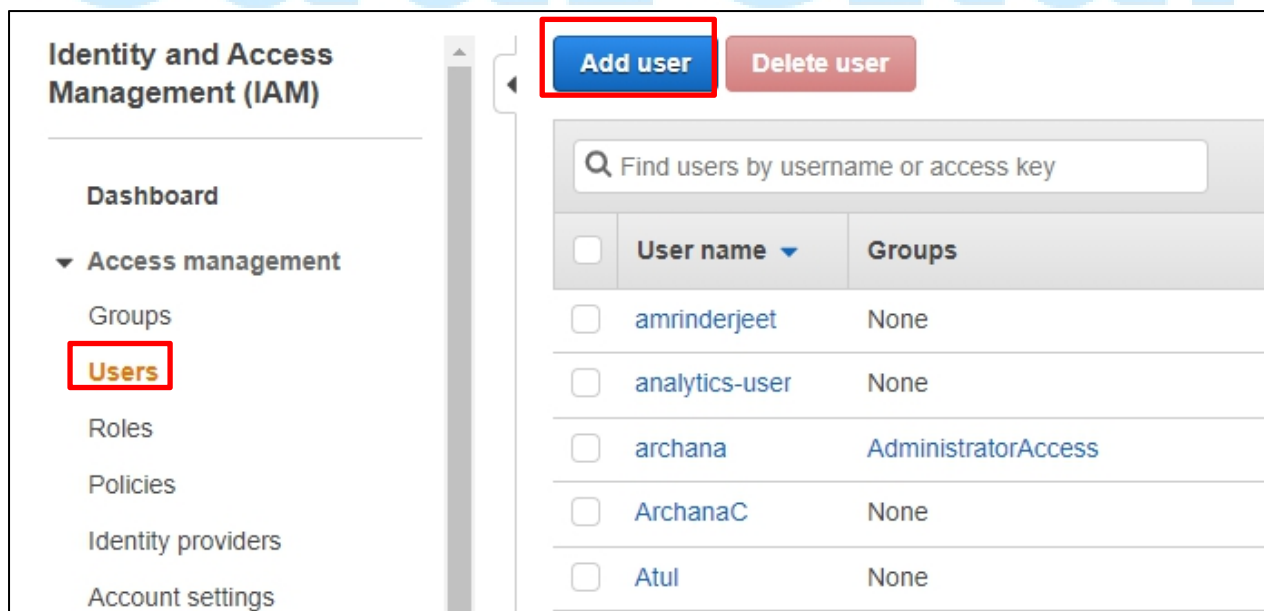 Identity and Access
Management (IAM)
Dashboard
Access management
Groups
Users
Roles
Policies
Identity providers
Account settings
Add user
Delete user
Find users by username or access key
User name Groups
amrinderjeet None
analytics-user None
archana AdministratorAccess
ArchanaC None
Atul None